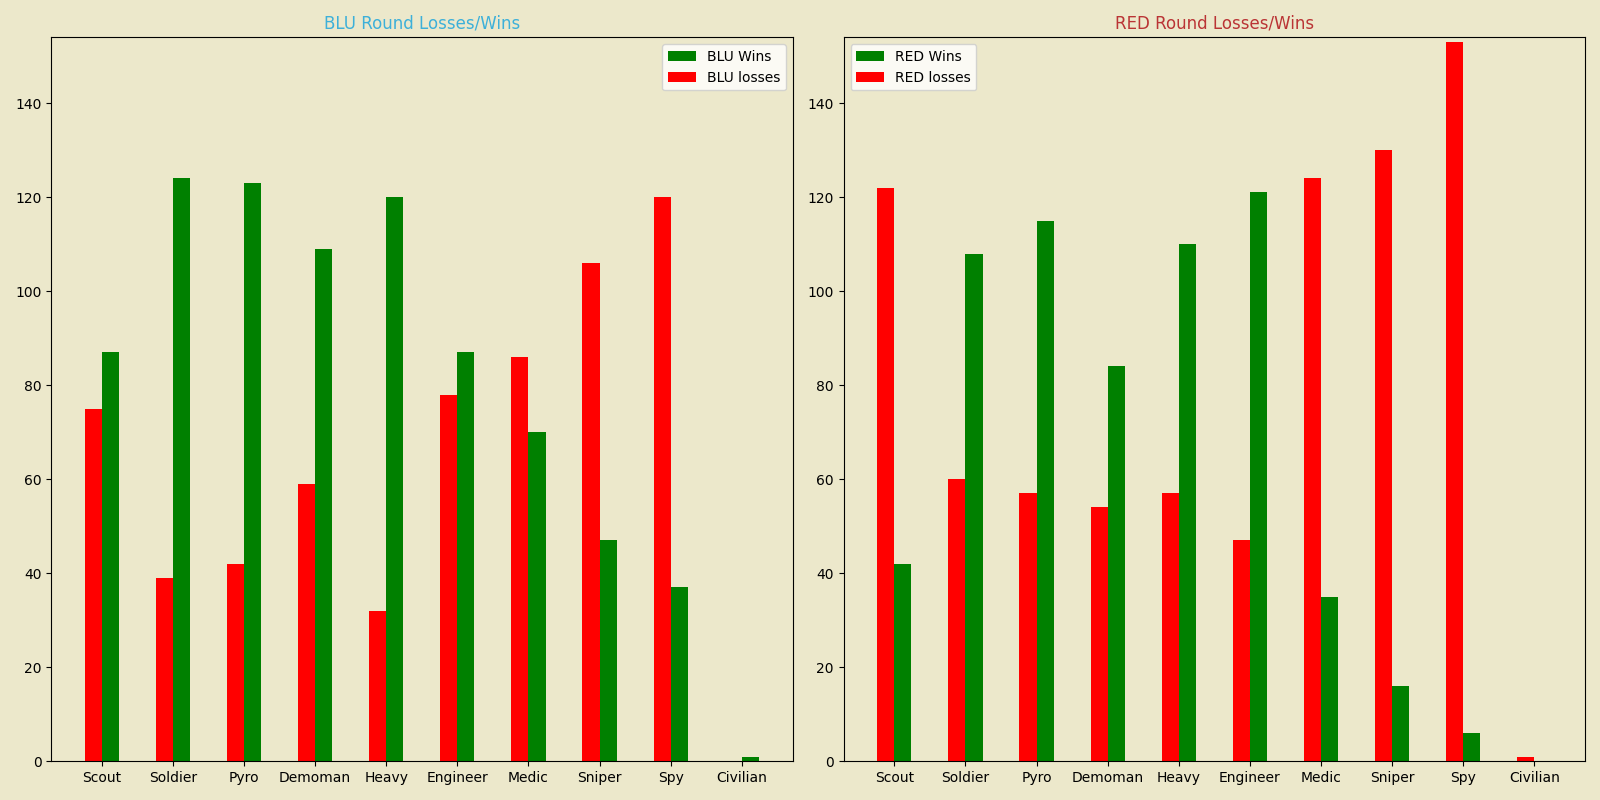 BLU Round Losses/Wins
BLU Wins
BLU losses
140
120
100
80
60
40
20
0
Scout Soldier Pyro Demoman Heavy Engineer Medic Sniper Spy Civilian
RED Round Losses/Wins
RED Wins
RED losses
140
120
100
80
60
40
20
0
Scout Soldier Pyro Demoman Heavy Engineer Medic Sniper Spy Civilian